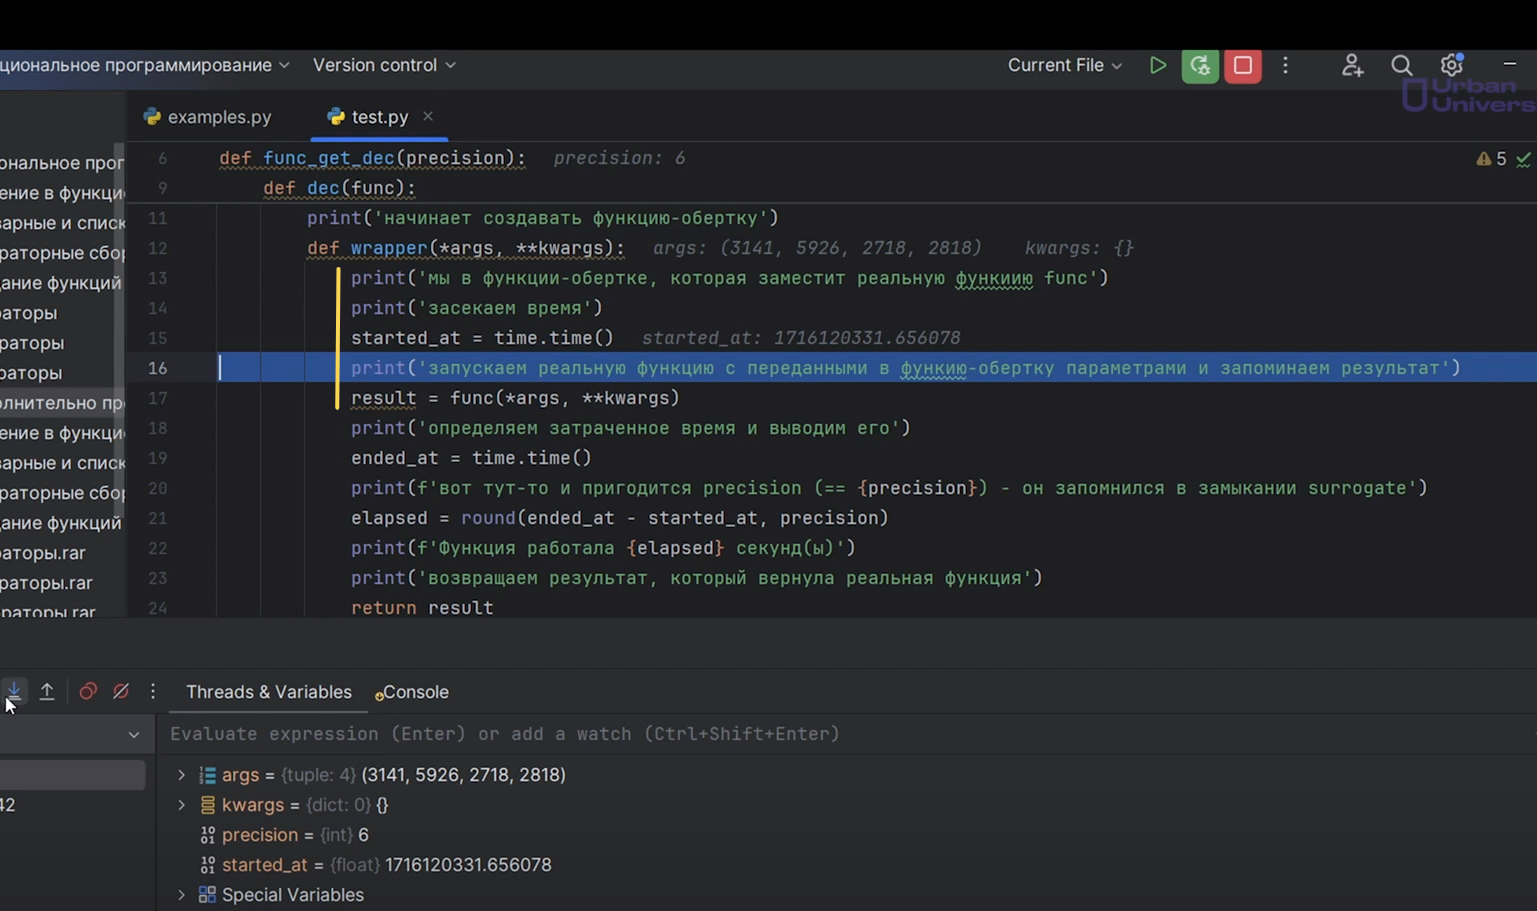 циональное программирование Version control Current File
Urban
Univers
examples.py test.py
6 def func_get_dec(precision): precision: 6 5
9 def dec(func):
11 print('начинает создавать функцию-обертку')
12 def wrapper(*args, **kwargs): args: (3141, 5926, 2718, 2818) kwargs: {}
13 print('мы в функции-обертке, которая заместит реальную функиию func')
14 print('засекаем время')
15 started_at = time.time() started_at: 1716120331.656078
16 print('запускаем реальную функцию с переданными в функию-обертку параметрами и запоминаем результат')
17 result = func(*args, **kwargs)
18 print('определяем затраченное время и выводим его')
19 ended_at = time.time()
20 print(f'вот тут-то и пригодится precision (== {precision}) - он запомнился в замыкании surrogate')
21 elapsed = round(ended_at - started_at, precision)
22 print(f'Функция работала {elapsed} секунд(ы)')
23 print('возвращаем результат, который вернула реальная функция')
24 return result
ональное прог
ение в функци
варные и списк
раторные сбор
дание функций
раторы
раторы
раторы
олнительно пр
ение в функци
варные и списк
раторные сбор
дание функций
раторы.rar
раторы.rar
раторы.rar
Threads & Variables Console
Evaluate expression (Enter) or add a watch (Ctrl+Shift+Enter)
args = {tuple: 4} (3141, 5926, 2718, 2818)
42 kwargs = {dict: 0} {}
precision = {int} 6
started_at = {float} 1716120331.656078
Special Variables